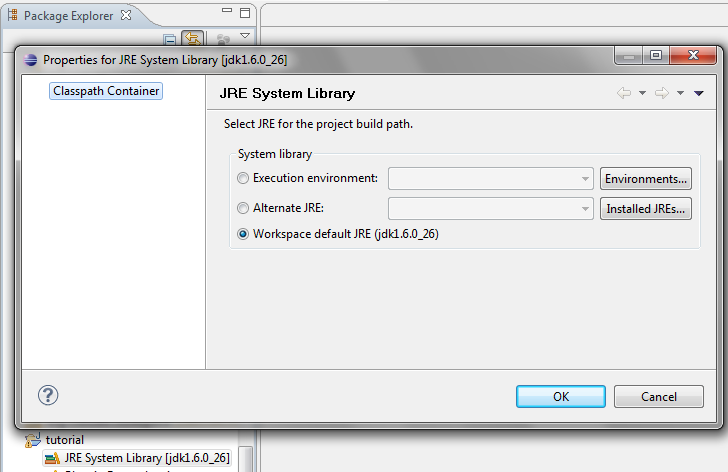 Package Explorer
Properties for JRE System Library [jdk1.6.0_26]
Classpath Container
JRE System Library
Select JRE for the project build path.
System library
Execution environment:
Environments...
Alternate JRE:
Installed JREs...
Workspace default JRE (jdk1.6.0_26)
?
OK
Cancel
tutorial
JRE System Library [jdk1.6.0_26]